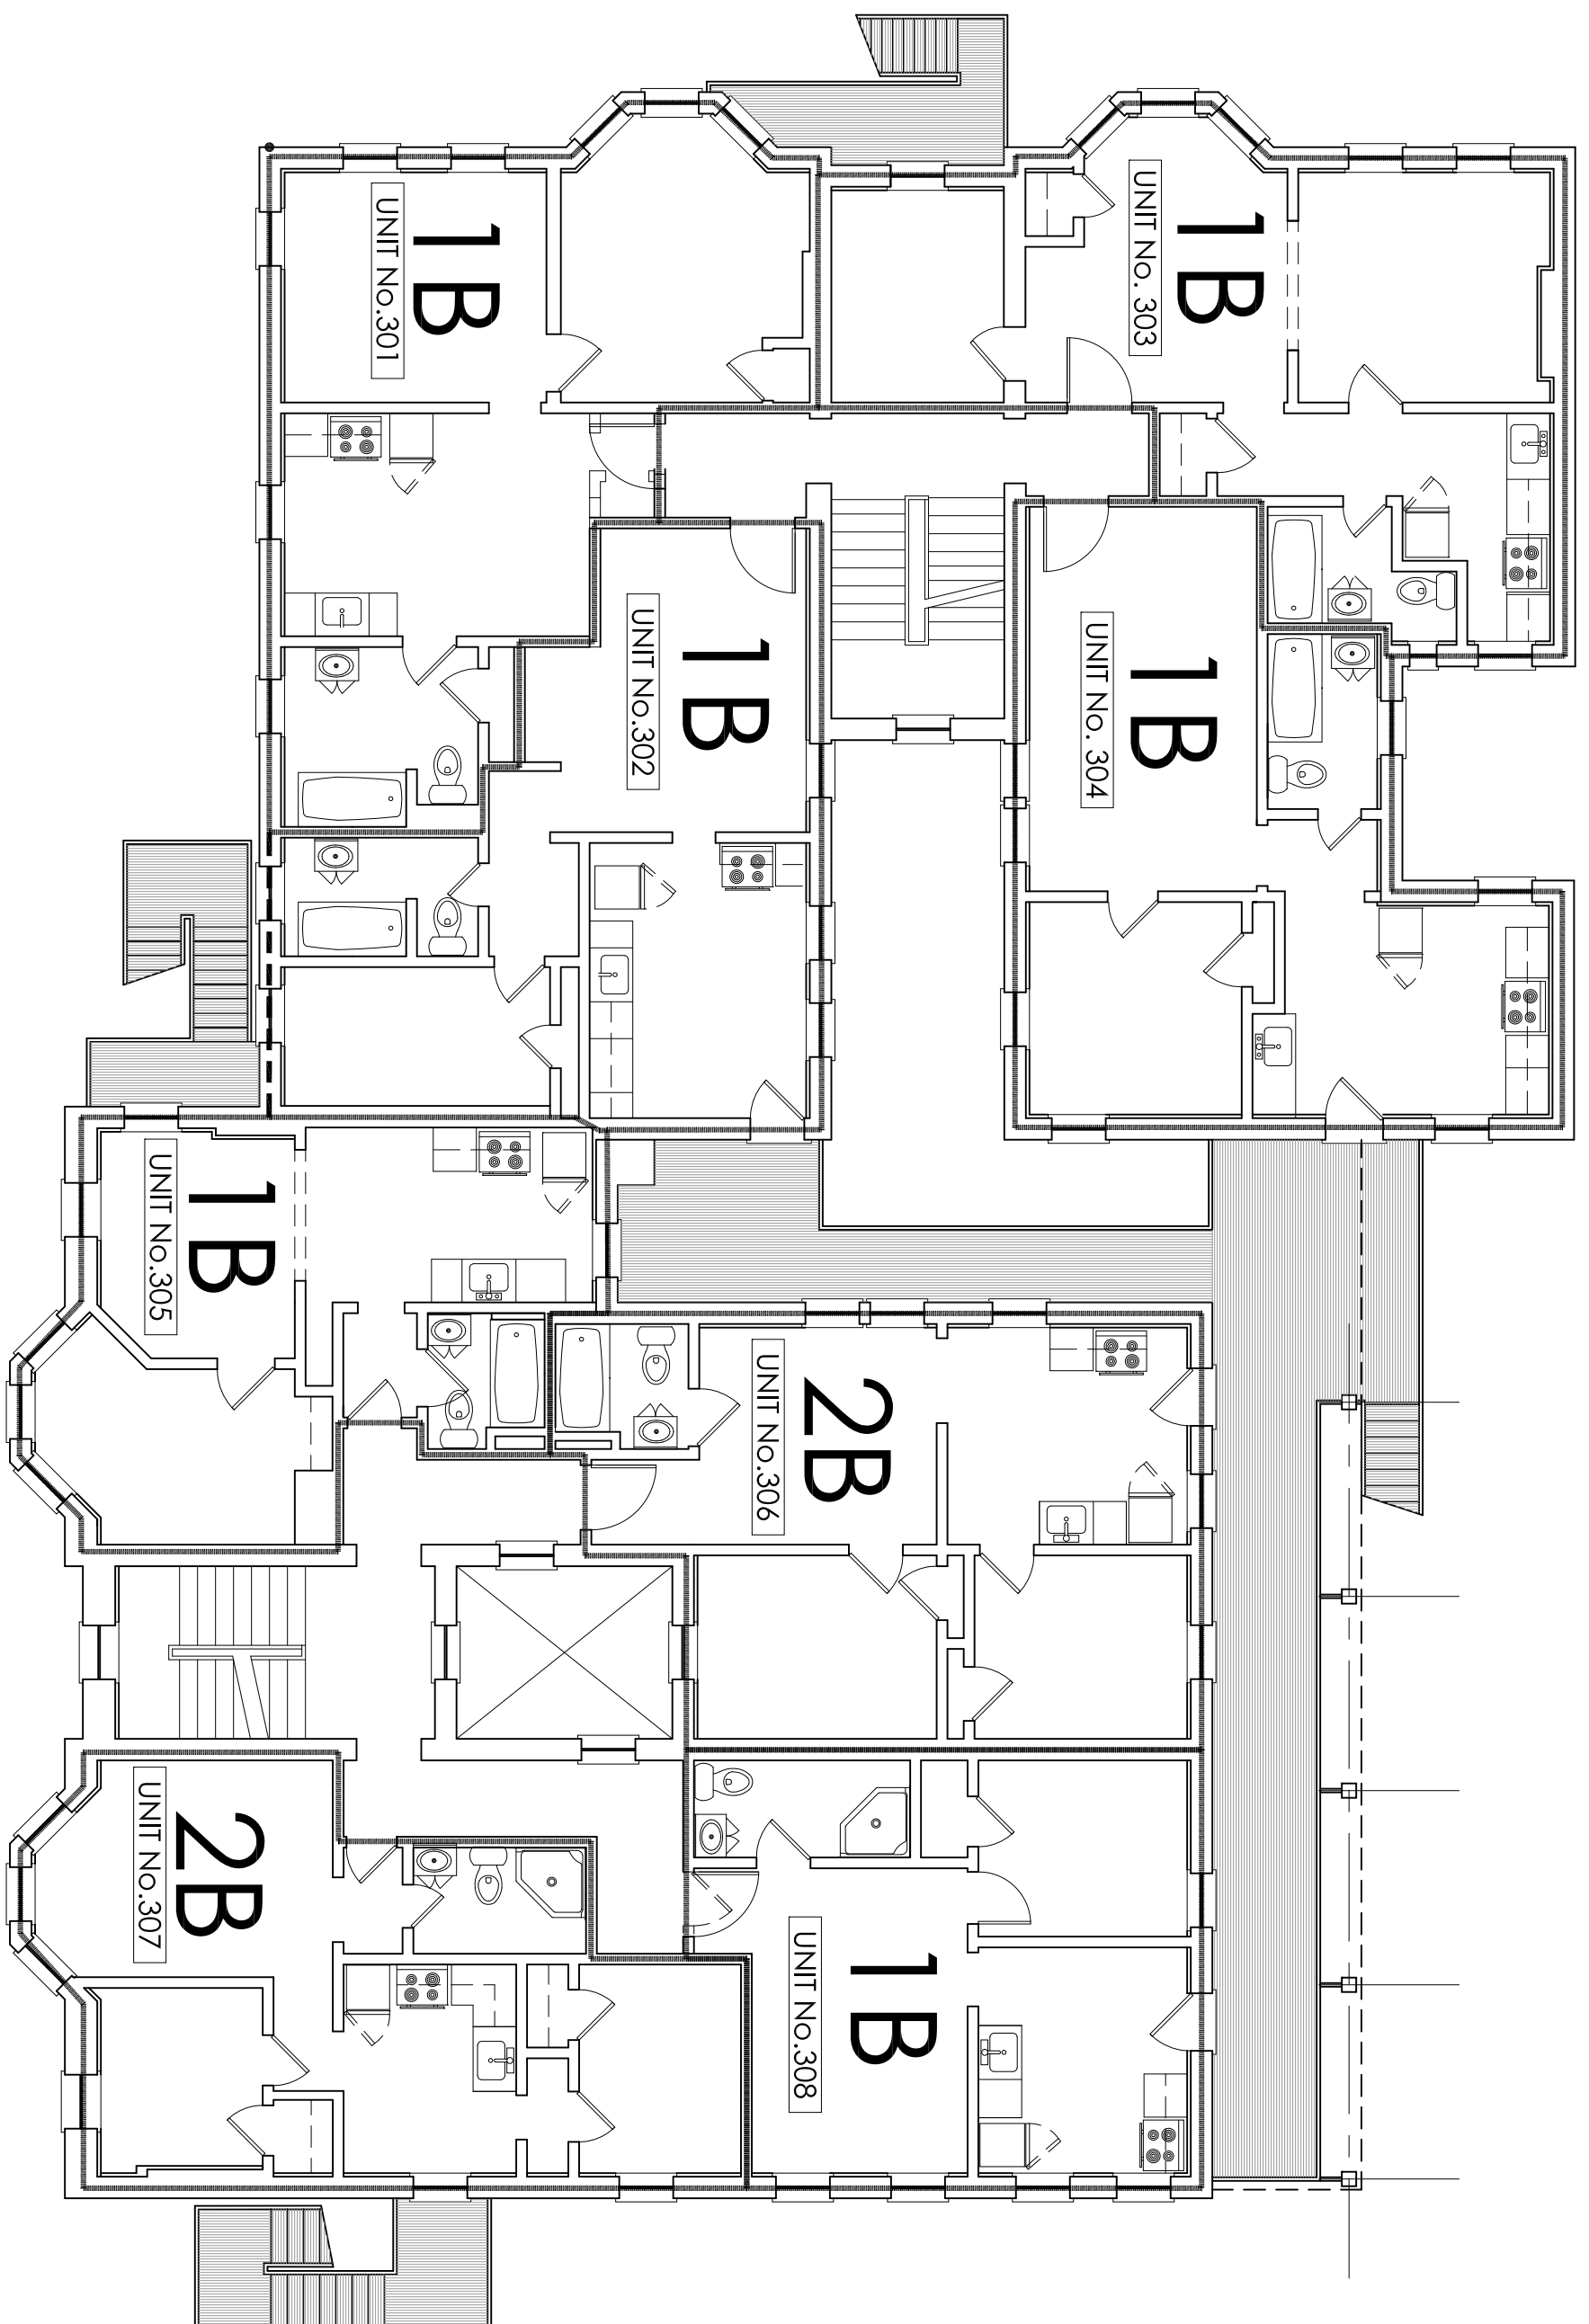 1B
UNIT No.301
1B
UNIT No. 303
1B
UNIT No.302
1B
UNIT No. 304
1B
UNIT No.305
2B
UNIT No.306
2B
UNIT No.307
1B
UNIT No.308